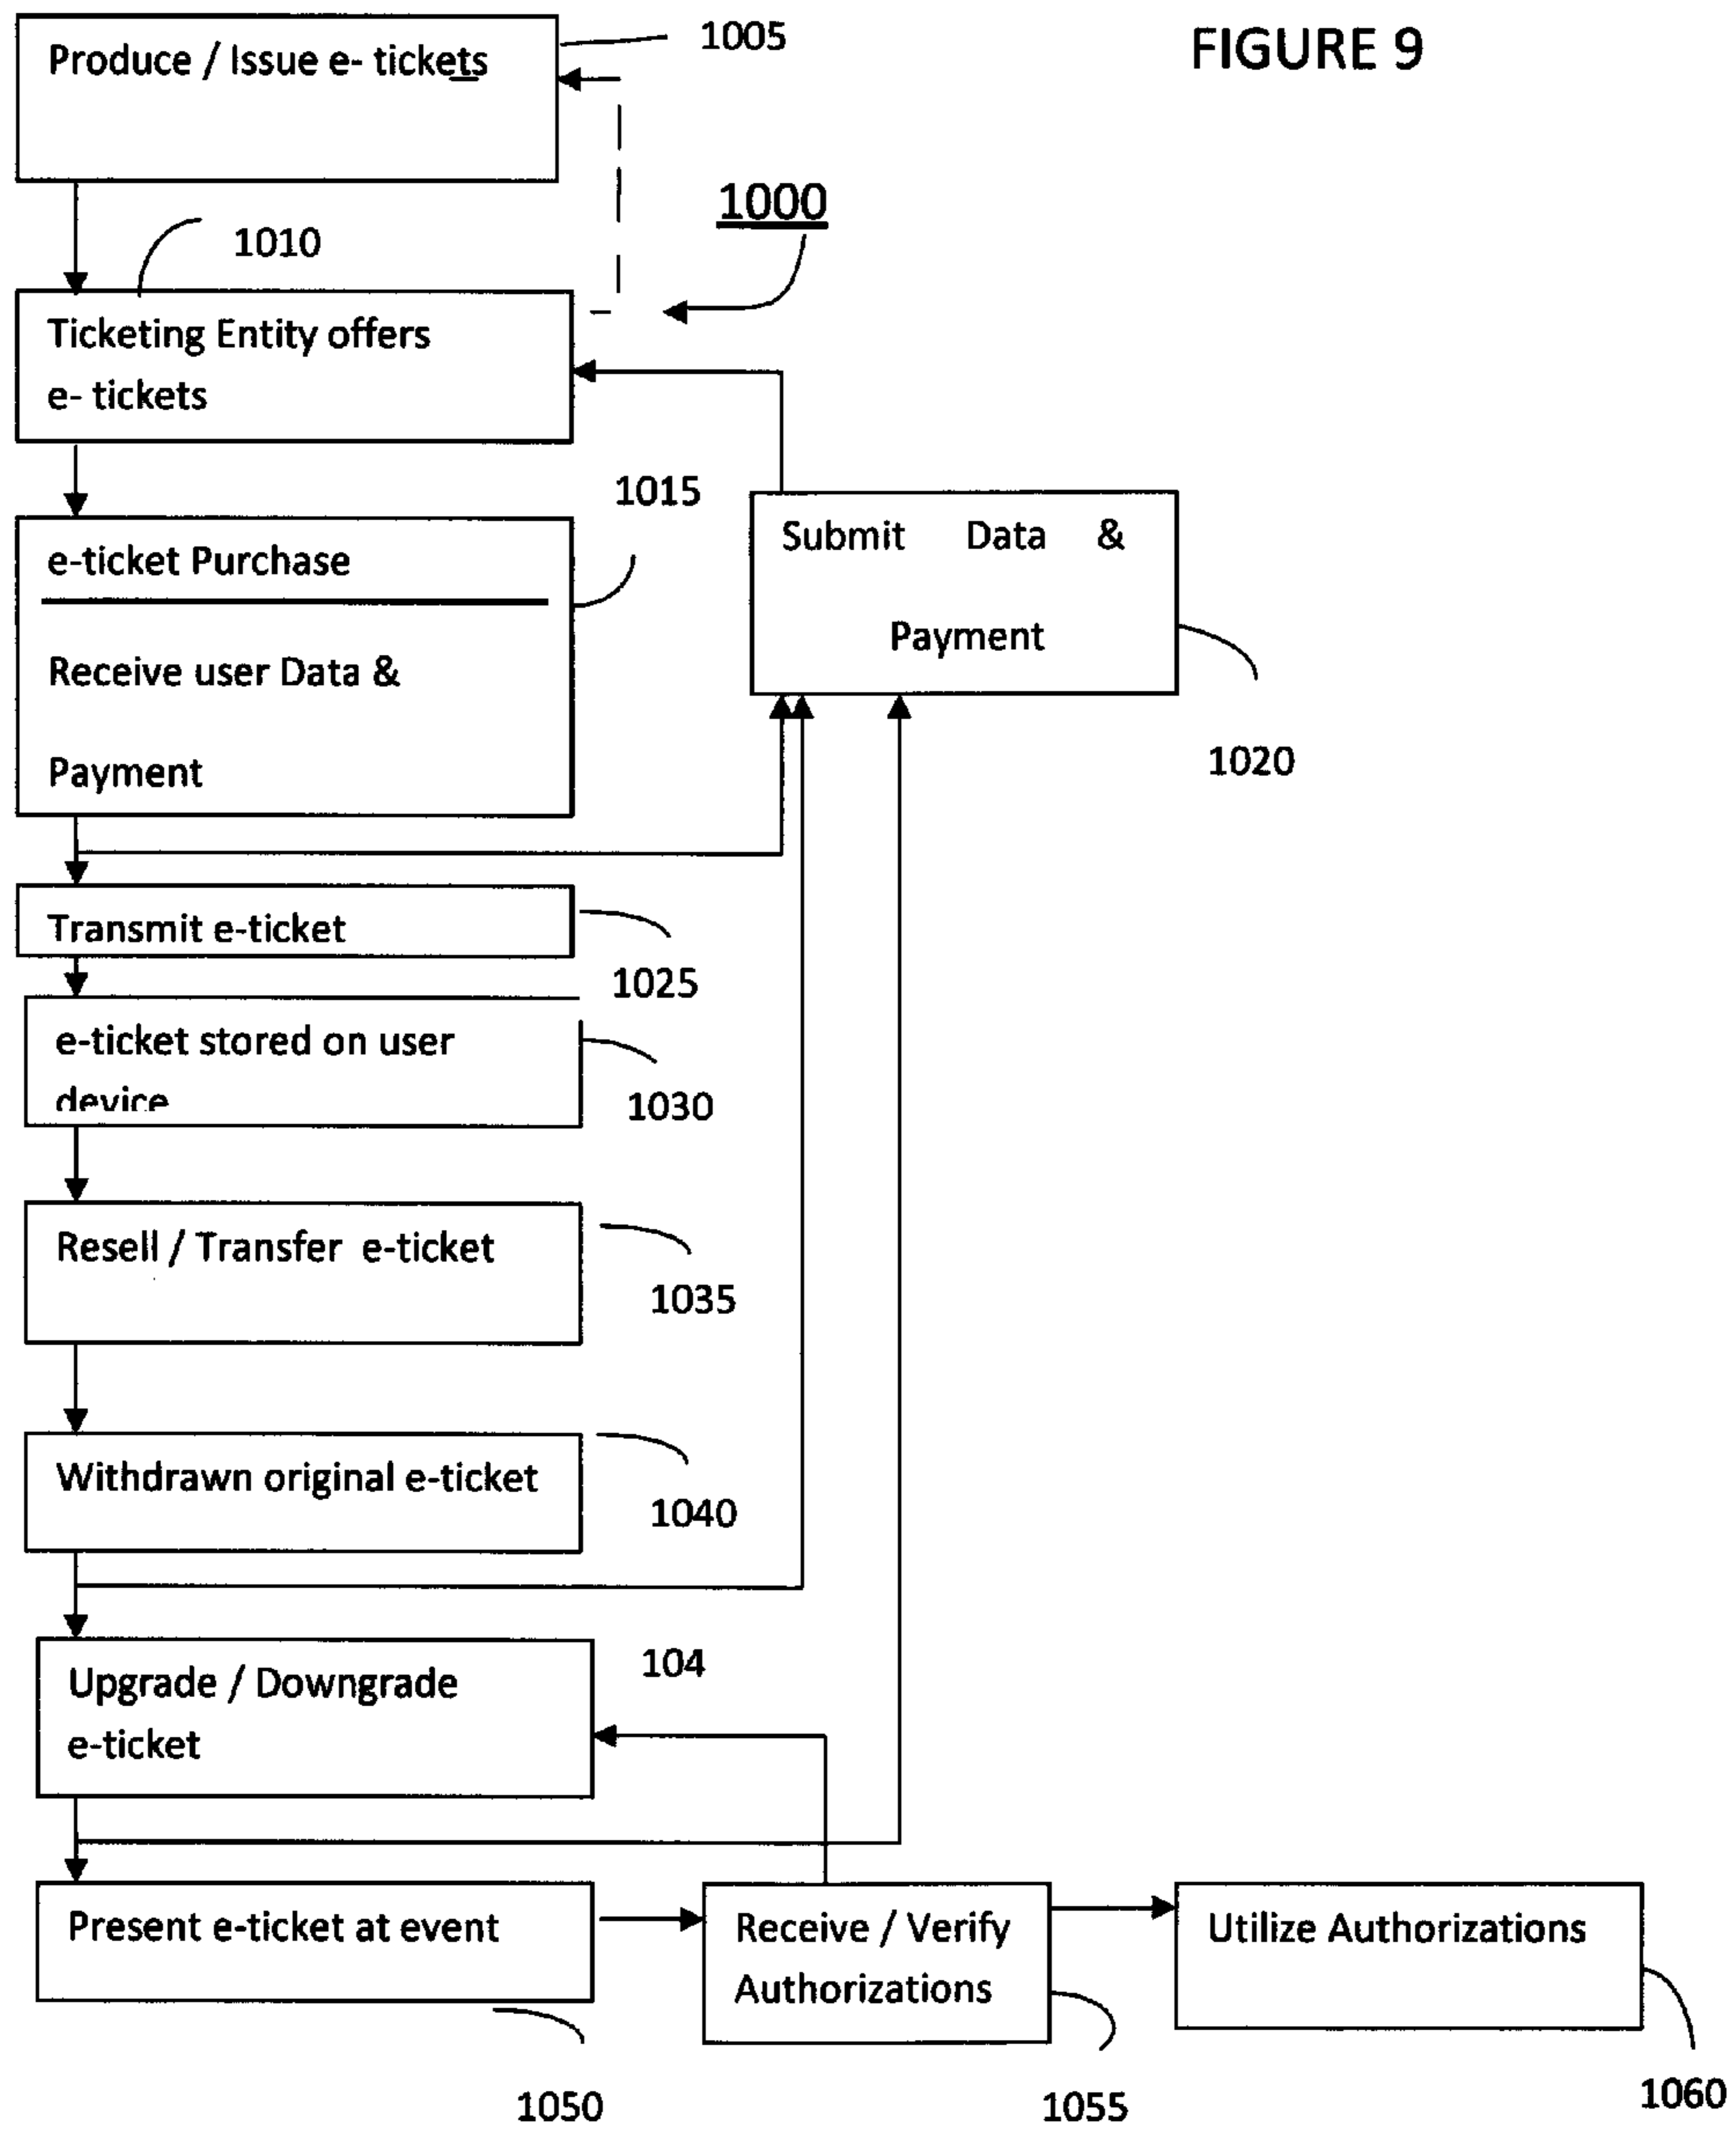 FIGURE 9
Produce / Issue e- tickets
1005
1000
1010
Ticketing Entity offers
e- tickets
1015
e-ticket Purchase
Receive user Data &
Payment
Submit Data &
Payment
1020
Transmit e-ticket
1025
e-ticket stored on user
device
1030
Resell / Transfer e-ticket
1035
Withdrawn original e-ticket
1040
Upgrade / Downgrade
e-ticket
104
Present e-ticket at event
1050
Receive / Verify
Authorizations
1055
Utilize Authorizations
1060